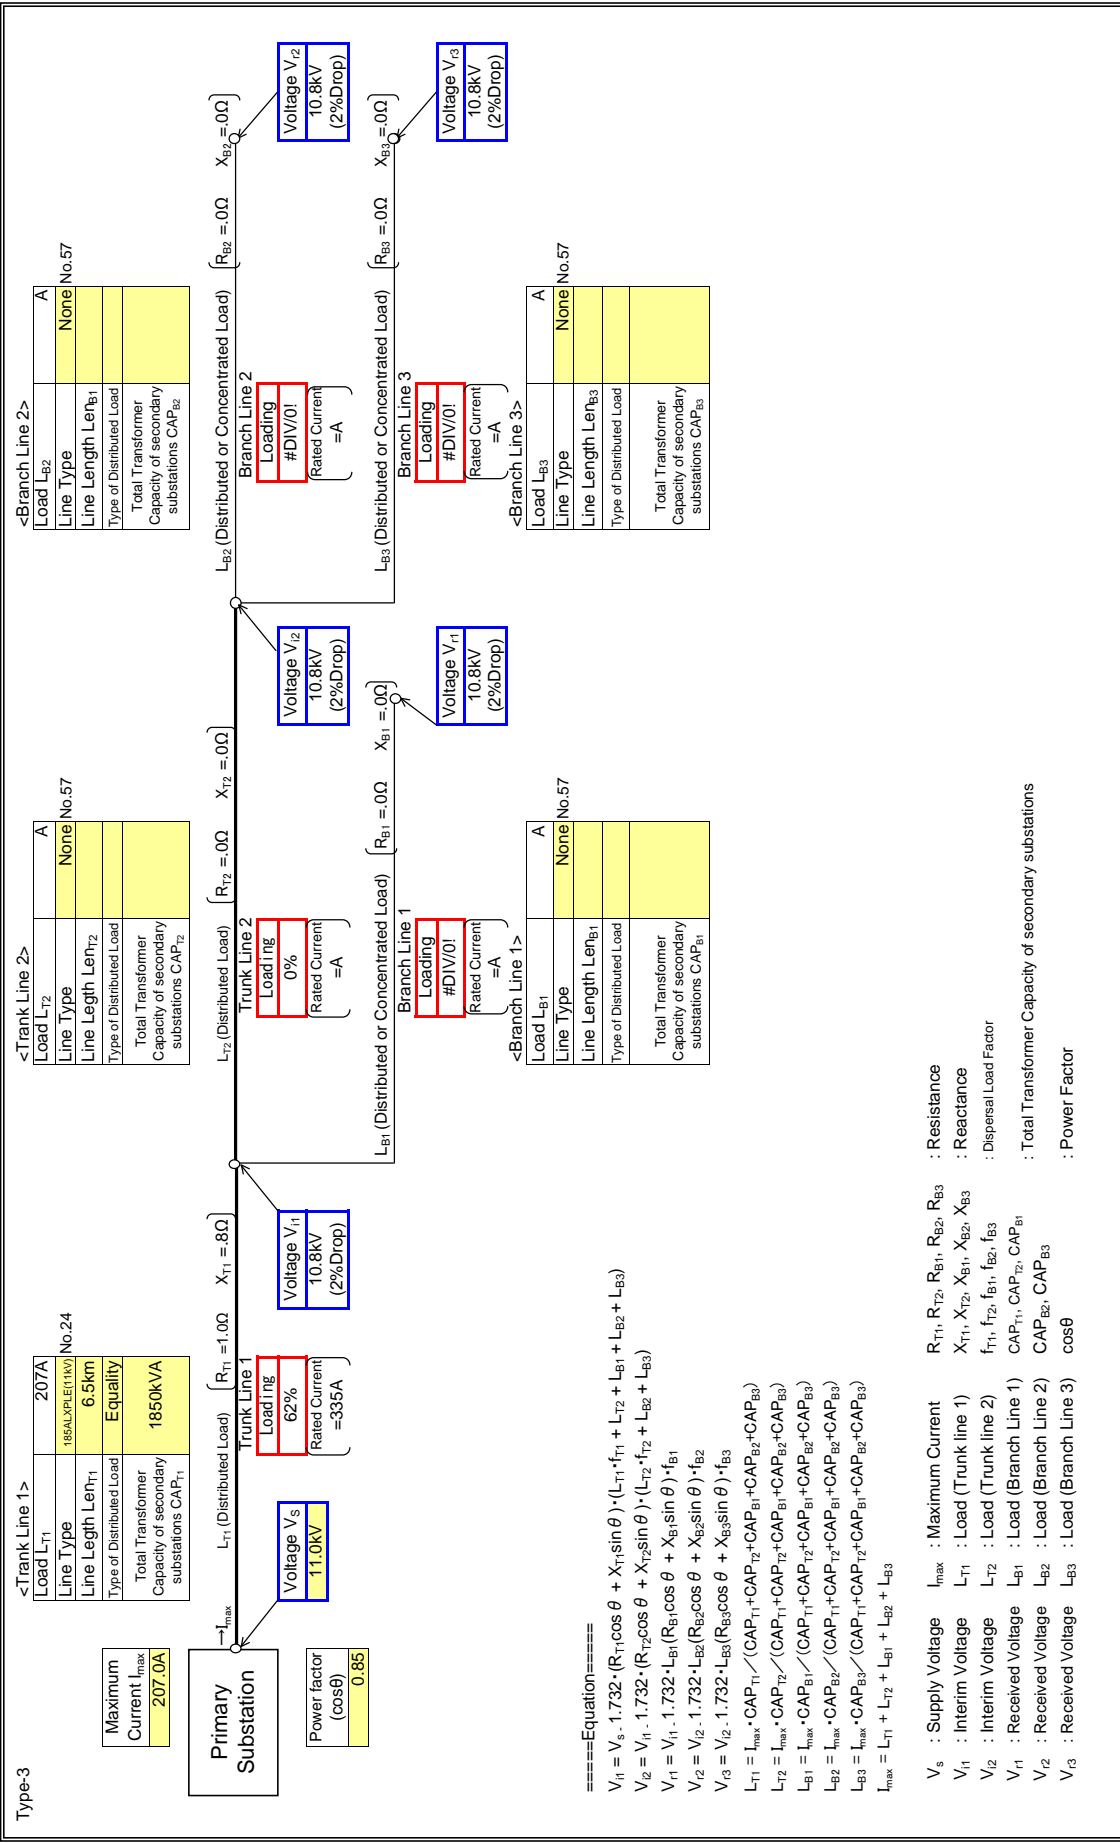 Type-3
<Trank Line 1>
Load LT1 207A
Line Type 185ALXPLE(11kV) No.24
Line Legth LenT1 6.5km
Type of Distributed Load Equality
Total Transformer
Capacity of secondary
substations CAPT1
1850kVA
<Trank Line 2>
Load LT2 A
Line Type None No.57
Line Legth LenT2
Type of Distributed Load
Total Transformer
Capacity of secondary
substations CAPT2
<Branch Line 2>
Load LB2 A
Line Type None No.57
Line Length LenB1
Type of Distributed Load
Total Transformer
Capacity of secondary
substations CAPB2
Maximum
Current Imax
207.0A
Primary
Substation
Power factor
(cosθ)
0.85
→Imax
Voltage Vs
11.0kV
LT1 (Distributed Load)
RT1 =1.0Ω XT1 =.8Ω
Trunk Line 1
Loading
62%
Rated Current
=335A
Voltage Vi1
10.8kV
(2%Drop)
LT2 (Distributed Load)
RT2 =.0Ω XT2 =.0Ω
Trunk Line 2
Loading
0%
Rated Current
=A
Voltage Vi2
10.8kV
(2%Drop)
LB2 (Distributed or Concentrated Load)
RB2 =.0Ω XB2 =.0Ω
Branch Line 2
Loading
#DIV/0!
Rated Current
=A
Voltage Vr2
10.8kV
(2%Drop)
LB1 (Distributed or Concentrated Load)
RB1 =.0Ω XB1 =.0Ω
Branch Line 1
Loading
#DIV/0!
Rated Current
=A
Voltage Vr1
10.8kV
(2%Drop)
LB3 (Distributed or Concentrated Load)
RB3 =.0Ω XB3 =.0Ω
Branch Line 3
Loading
#DIV/0!
Rated Current
=A
Voltage Vr3
10.8kV
(2%Drop)
<Branch Line 1>
Load LB1 A
Line Type None No.57
Line Length LenB1
Type of Distributed Load
Total Transformer
Capacity of secondary
substations CAPB1
<Branch Line 3>
Load LB3 A
Line Type None No.57
Line Length LenB3
Type of Distributed Load
Total Transformer
Capacity of secondary
substations CAPB3
=====Equation=====
Vi1 = Vs - 1.732・(RT1cos θ + XT1sin θ)・(LT1・fT1 + LT2 + LB1 + LB2 + LB3)
Vi2 = Vi1 - 1.732・(RT2cos θ + XT2sin θ)・(LT2・fT2 + LB2 + LB3)
Vr1 = Vi1 - 1.732・LB1(RB1cos θ + XB1sin θ)・fB1
Vr2 = Vi2 - 1.732・LB2(RB2cos θ + XB2sin θ)・fB2
Vr3 = Vi2 - 1.732・LB3(RB3cos θ + XB3sin θ)・fB3
LT1 = Imax・CAPT1／(CAPT1+CAPT2+CAPB1+CAPB2+CAPB3)
LT2 = Imax・CAPT2／(CAPT1+CAPT2+CAPB1+CAPB2+CAPB3)
LB1 = Imax・CAPB1／(CAPT1+CAPT2+CAPB1+CAPB2+CAPB3)
LB2 = Imax・CAPB2／(CAPT1+CAPT2+CAPB1+CAPB2+CAPB3)
LB3 = Imax・CAPB3／(CAPT1+CAPT2+CAPB1+CAPB2+CAPB3)
Imax = LT1 + LT2 + LB1 + LB2 + LB3
Vs : Supply Voltage Imax : Maximum Current RT1, RT2, RB1, RB2, RB3 : Resistance
Vi1 : Interim Voltage LT1 : Load (Trunk line 1) XT1, XT2, XB1, XB2, XB3 : Reactance
Vi2 : Interim Voltage LT2 : Load (Trunk line 2) fT1, fT2, fB1, fB2, fB3 : Dispersal Load Factor
Vr1 : Received Voltage LB1 : Load (Branch Line 1) CAPT1, CAPT2, CAPB1
Vr2 : Received Voltage LB2 : Load (Branch Line 2) CAPB2, CAPB3 : Total Transformer Capacity of secondary substations
Vr3 : Received Voltage LB3 : Load (Branch Line 3) cosθ : Power Factor